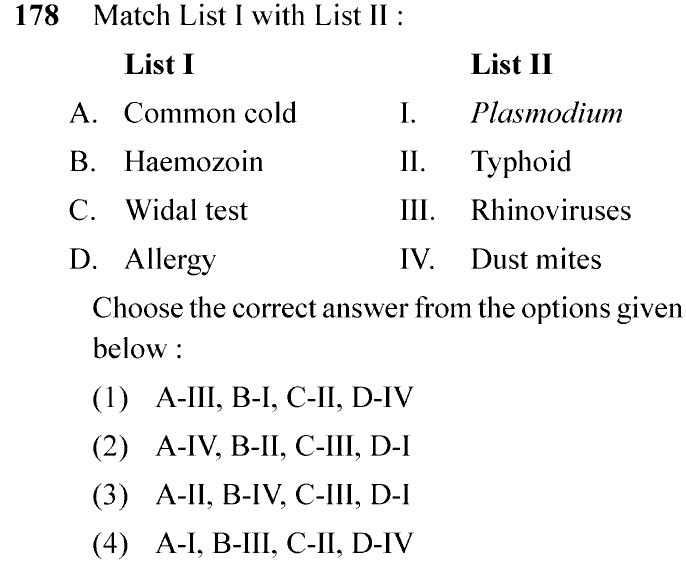 178 Match List I with List II :
List I List II
A. Common cold I. Plasmodium
B. Haemozoin II. Typhoid
C. Widal test III. Rhinoviruses
D. Allergy IV. Dust mites
Choose the correct answer from the options given
below :
(1) A-III, B-I, C-II, D-IV
(2) A-IV, B-II, C-III, D-I
(3) A-II, B-IV, C-III, D-I
(4) A-I, B-III, C-II, D-IV